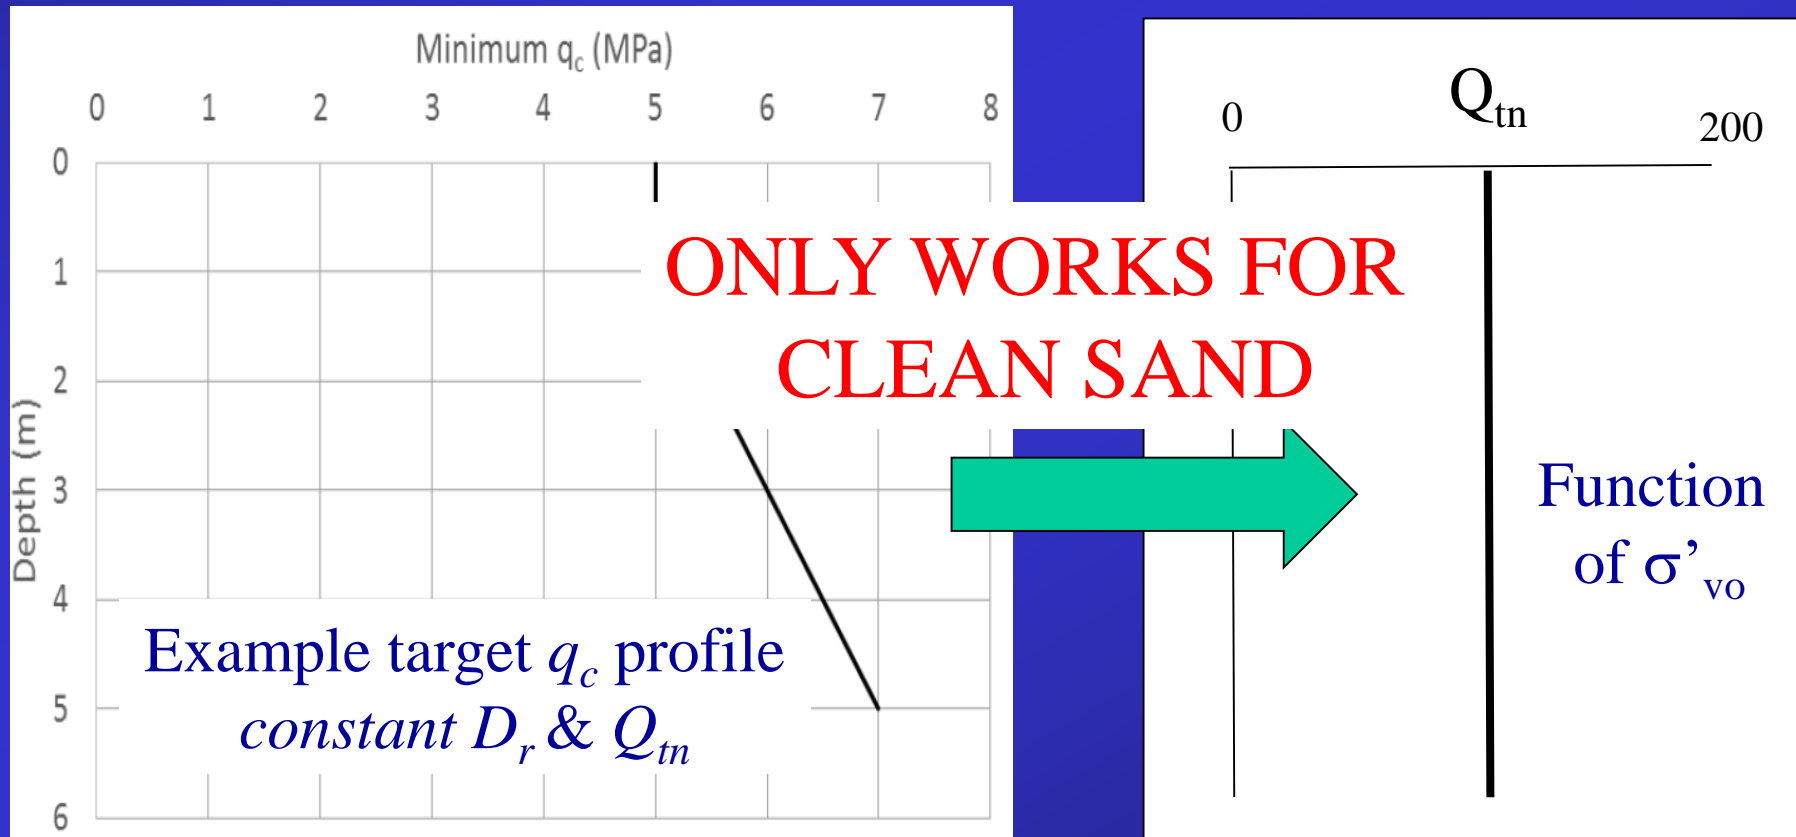 Minimum qc (MPa)
0 1 2 3 4 5 6 7 8
0
1
2
3
4
5
6
Depth (m)
Example target qc profile
constant Dr & Qtn
ONLY WORKS FOR
CLEAN SAND
Qtn
0
200
Function
of σ’vo